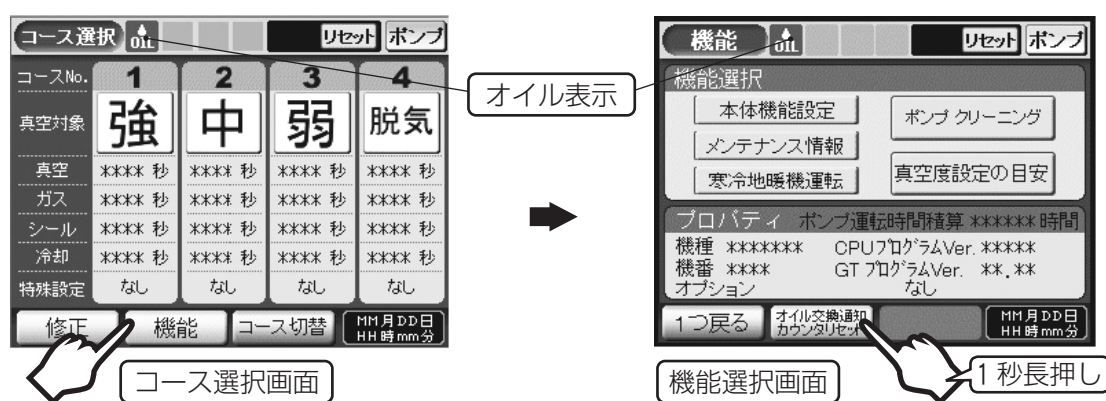 コース選択 OIL リセット ポンプ
コースNo. 1 2 3 4
真空対象 強 中 弱 脱気
真空 **** 秒 **** 秒 **** 秒 **** 秒
ガス **** 秒 **** 秒 **** 秒 **** 秒
シール **** 秒 **** 秒 **** 秒 **** 秒
冷却 **** 秒 **** 秒 **** 秒 **** 秒
特殊設定 なし なし なし なし
修正 機能 コース切替 MM月DD日
HH時mm分
コース選択画面
オイル表示
機能 OIL リセット ポンプ
機能選択
本体機能設定
ポンプ クリーニング
メンテナンス情報
真空度設定の目安
寒冷地暖機運転
プロパティ ポンプ運転時間積算 ****** 時間
機種 ******* CPUプログラムVer. *****
機番 **** GTプログラムVer. **.**
オプション なし
1つ戻る オイル交換通知
カウンタリセット
MM月DD日
HH時mm分
機能選択画面
1秒長押し